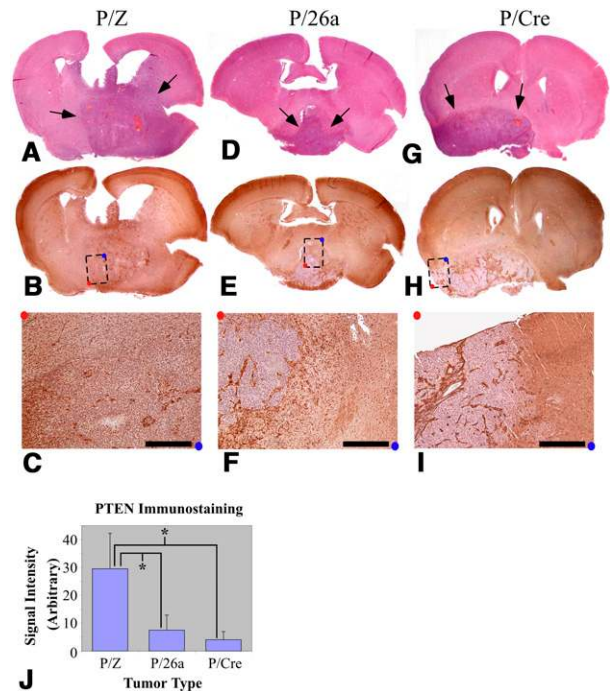 P/Z P/26a P/Cre
A D G
B E H
C F I
PTEN Immunostaining
Signal Intensity
(Arbitrary)
40
30
20
10
0
* 
*
P/Z P/26a P/Cre
Tumor Type
J